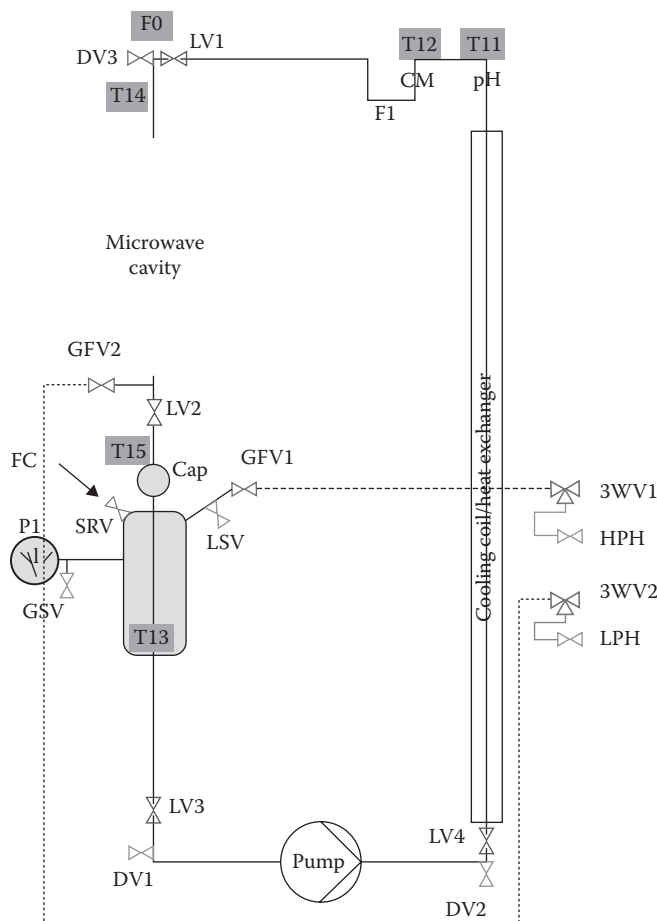 F0
DV3
LV1
T12
T11
T14
CM
pH
F1
Microwave
cavity
GFV2
LV2
T15
GFV1
FC
Cap
P1
SRV
LSV
3WV1
HPH
GSV
3WV2
T13
LPH
Cooling coil/heat exchanger
LV3
LV4
Pump
DV1
DV2